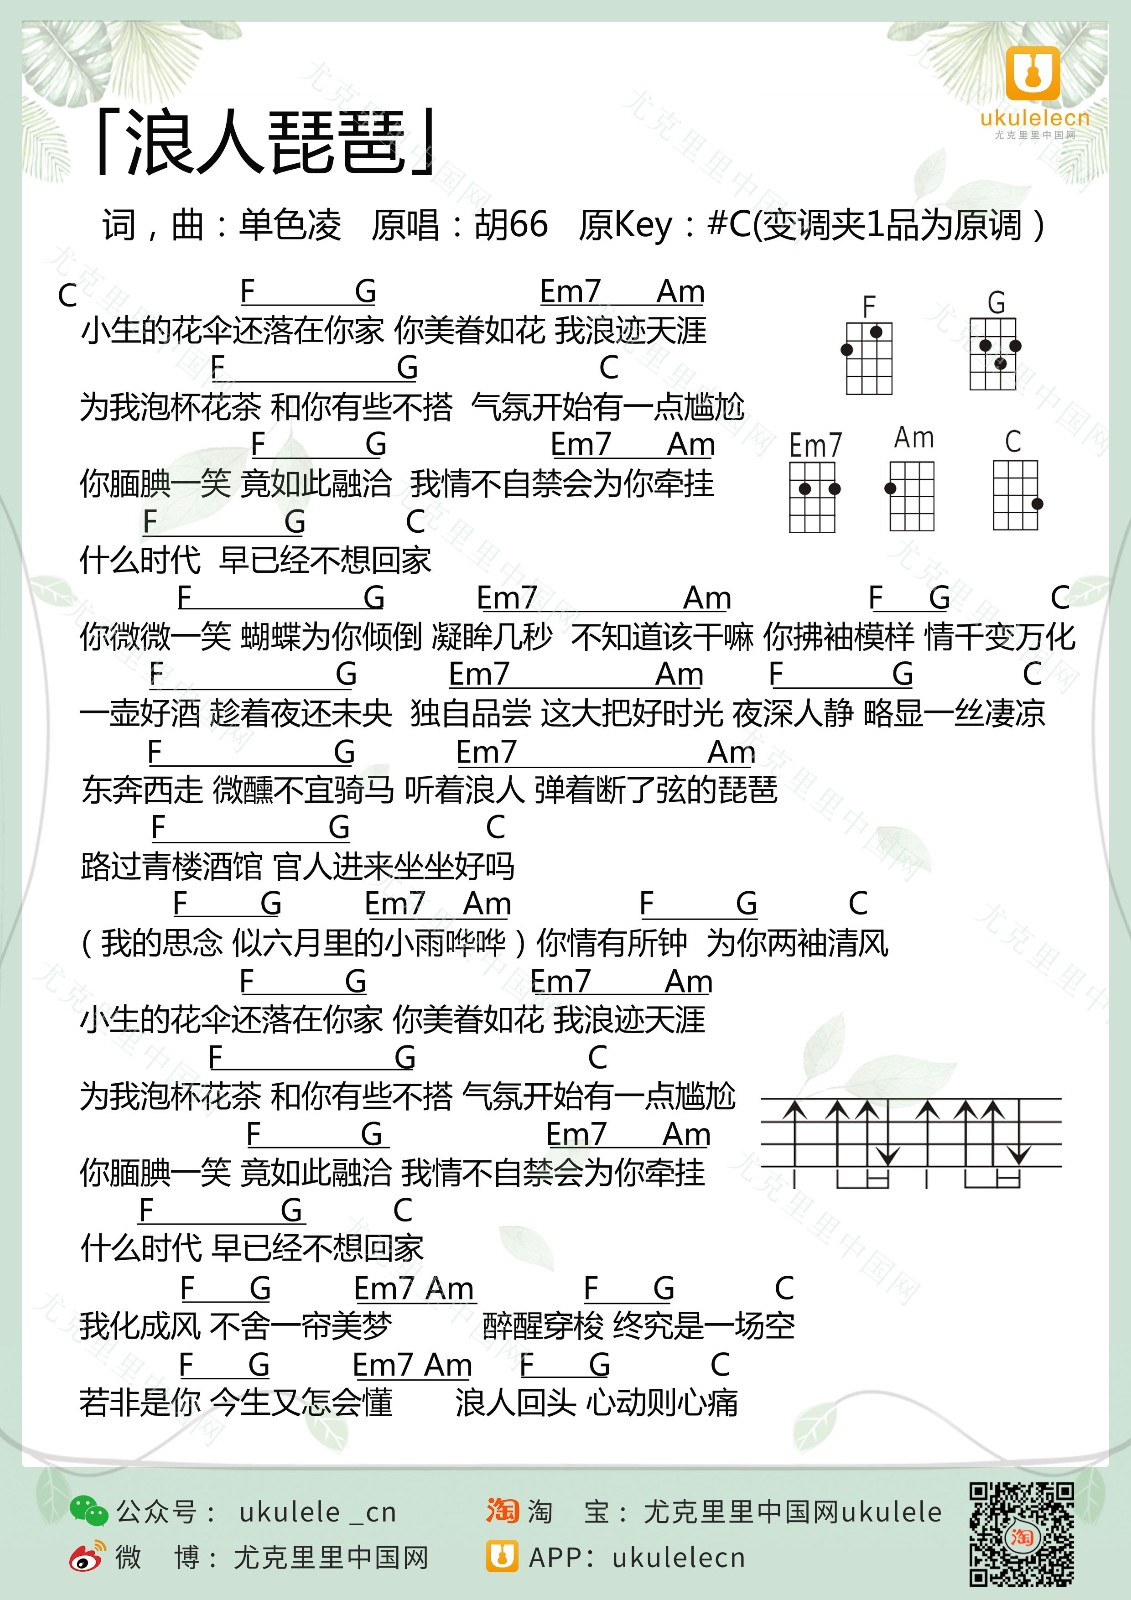 ukulelecn
尤克里里中国网
「浪人琵琶」
词，曲：单色凌 原唱：胡66 原Key：#C(变调夹1品为原调）
C F G Em7 Am
小生的花伞还落在你家 你美眷如花 我浪迹天涯
F G C
为我泡杯花茶 和你有些不搭 气氛开始有一点尴尬
F G Em7 Am
你腼腆一笑 竟如此融洽 我情不自禁会为你牵挂
F G C
什么时代 早已经不想回家
F G Em7 Am F G C
你微微一笑 蝴蝶为你倾倒 凝眸几秒 不知道该干嘛 你拂袖模样 情千变万化
F G Em7 Am F G C
一壶好酒 趁着夜还未央 独自品尝 这大把好时光 夜深人静 略显一丝凄凉
F G Em7 Am
东奔西走 微醺不宜骑马 听着浪人 弹着断了弦的琵琶
F G C
路过青楼酒馆 官人进来坐坐好吗
F G Em7 Am F G C
（我的思念 似六月里的小雨哗哗）你情有所钟 为你两袖清风
F G Em7 Am
小生的花伞还落在你家 你美眷如花 我浪迹天涯
F G C
为我泡杯花茶 和你有些不搭 气氛开始有一点尴尬
F G Em7 Am
你腼腆一笑 竟如此融洽 我情不自禁会为你牵挂
F G C
什么时代 早已经不想回家
F G Em7 Am F G C
我化成风 不舍一帘美梦 醉醒穿梭 终究是一场空
F G Em7 Am F G C
若非是你 今生又怎会懂 浪人回头 心动则心痛
F G
Em7 Am C
公众号： ukulele _cn
淘 宝：尤克里里中国网ukulele
微 博：尤克里里中国网
APP：ukulelecn
淘